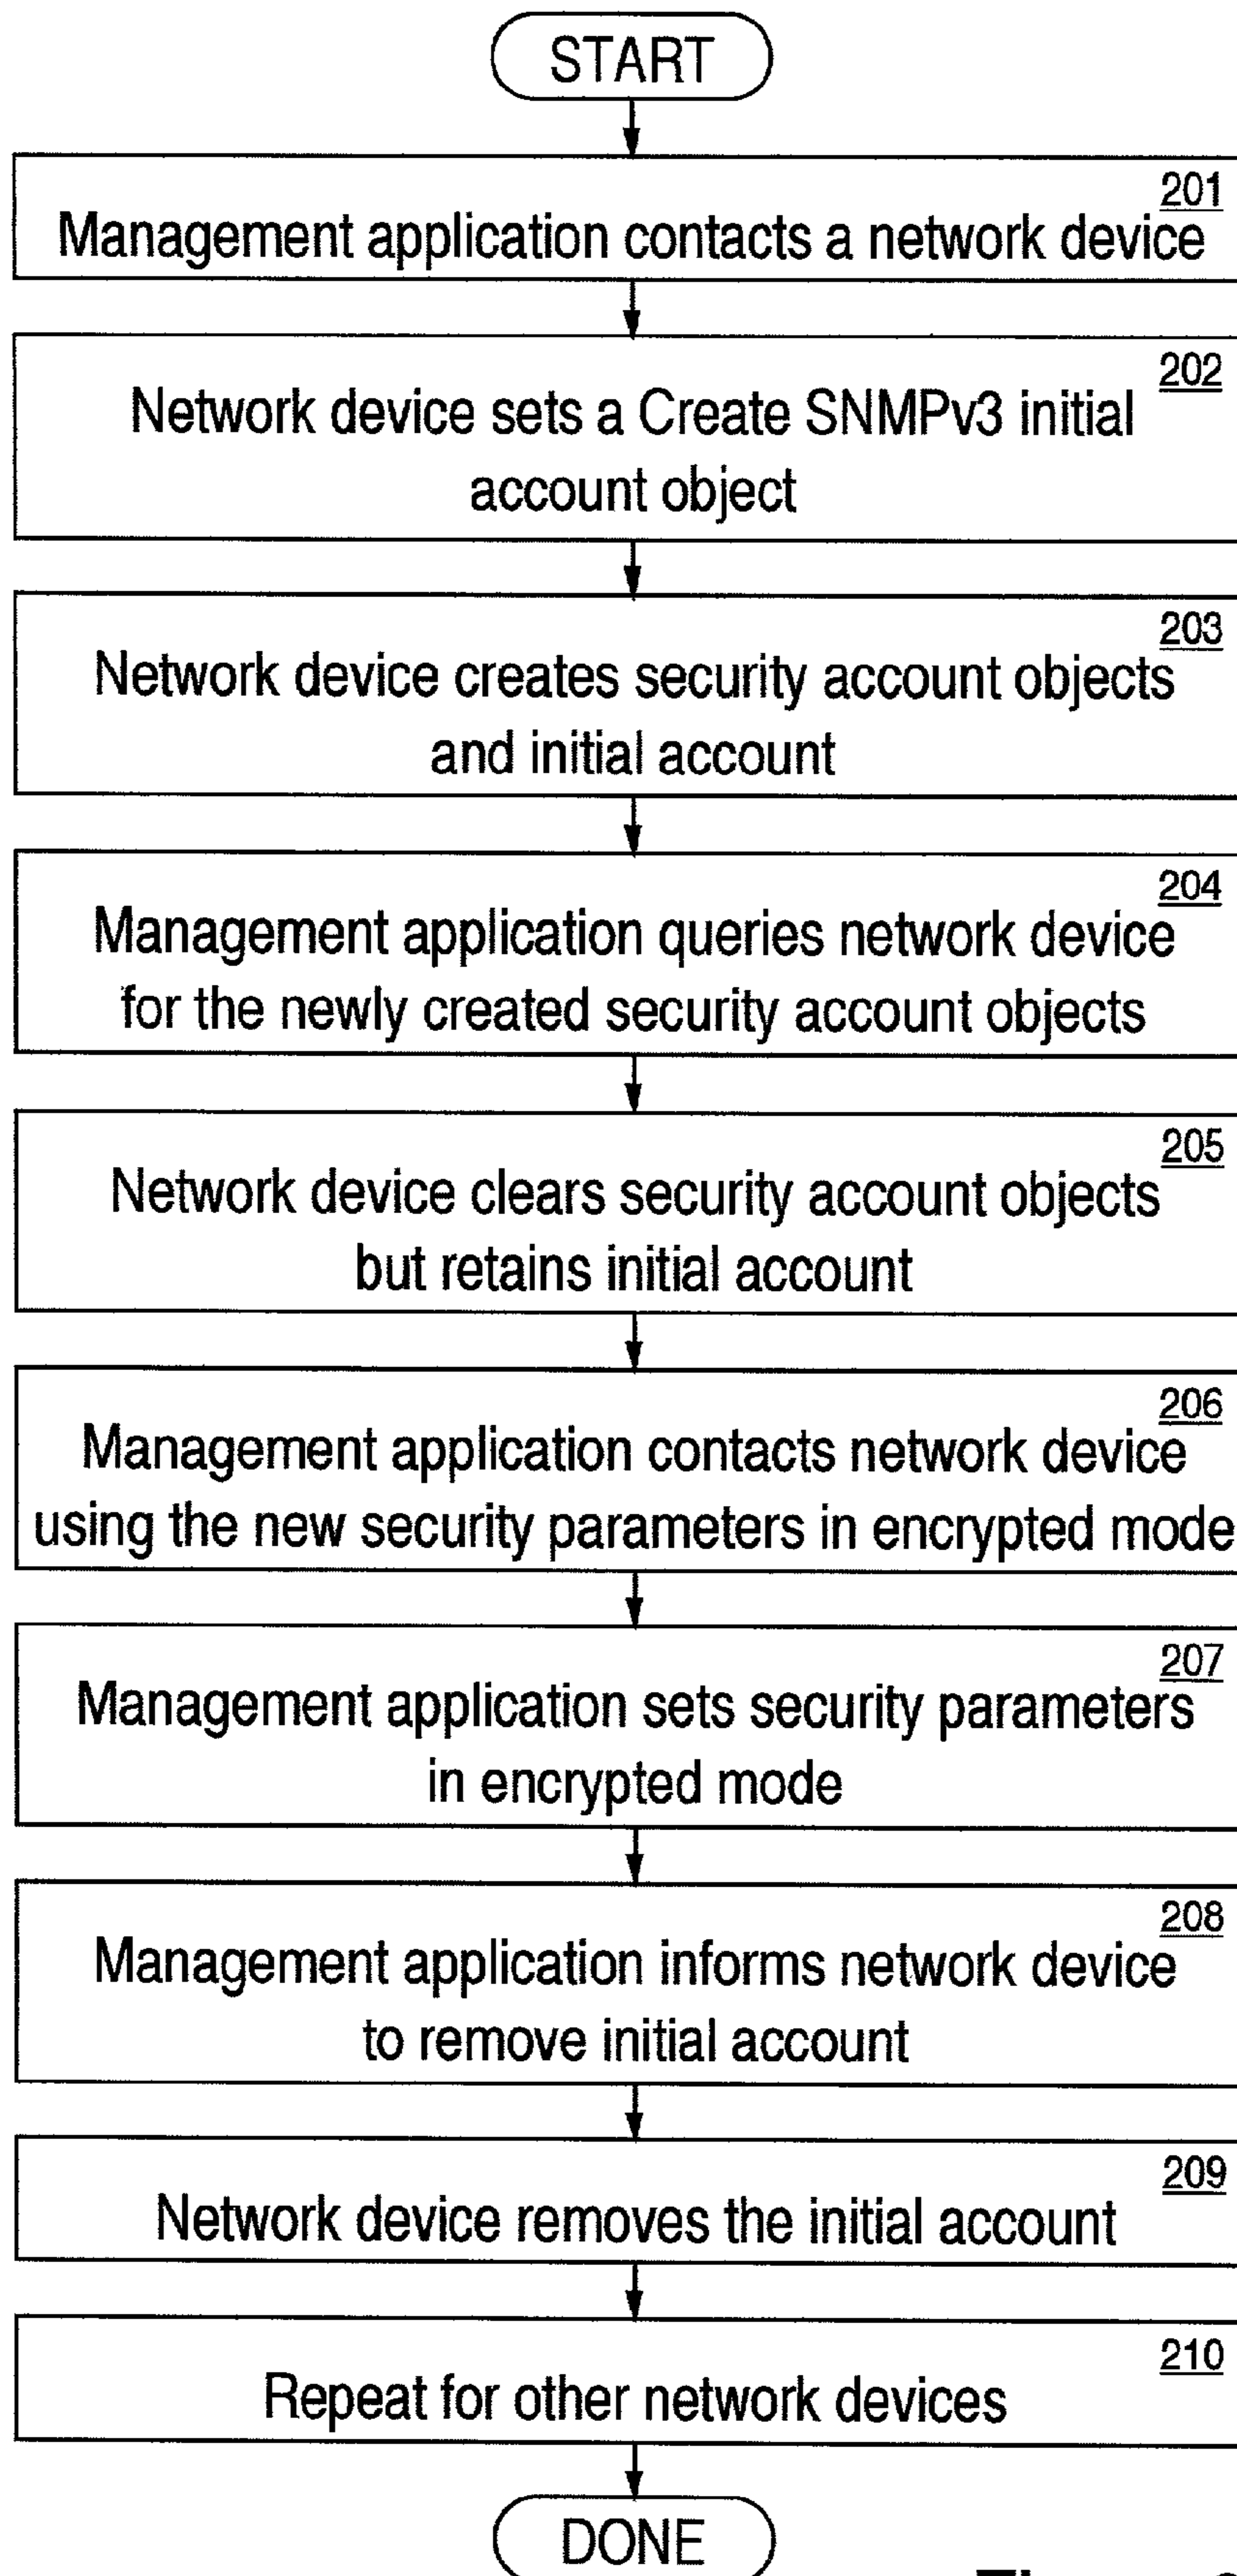 START
201
Management application contacts a network device
202
Network device sets a Create SNMPv3 initial
account object
203
Network device creates security account objects
and initial account
204
Management application queries network device
for the newly created security account objects
205
Network device clears security account objects
but retains initial account
206
Management application contacts network device
using the new security parameters in encrypted mode
207
Management application sets security parameters
in encrypted mode
208
Management application informs network device
to remove initial account
209
Network device removes the initial account
210
Repeat for other network devices
DONE